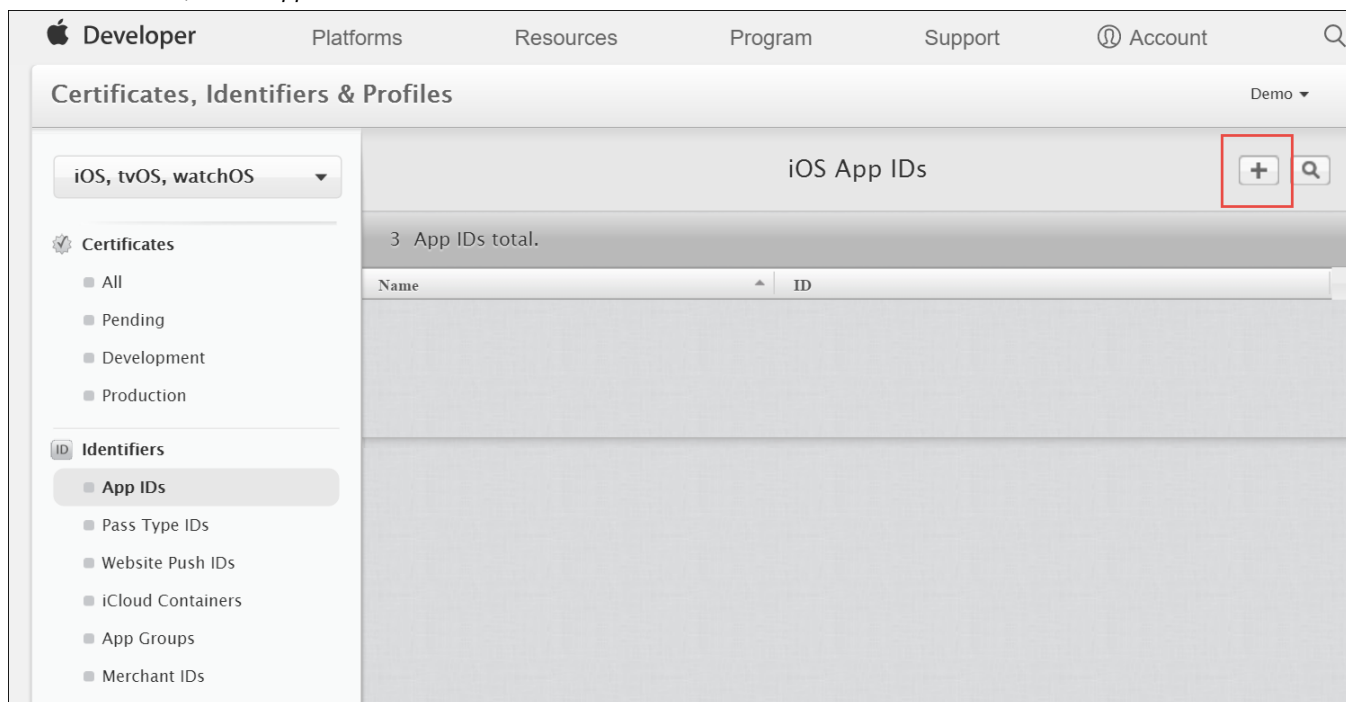 Developer Platforms Resources Program Support Account
Certificates, Identifiers & Profiles Demo
iOS, tvOS, watchOS
iOS App IDs
Certificates
3 App IDs total.
All
Name ID
Pending
Development
Production
ID Identifiers
App IDs
Pass Type IDs
Website Push IDs
iCloud Containers
App Groups
Merchant IDs